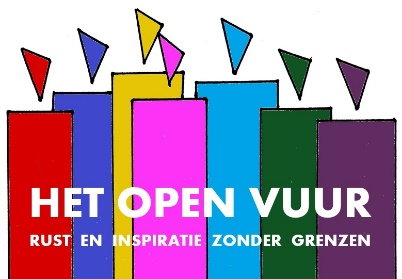 HET OPEN VUUR
RUST EN INSPIRATIE ZONDER GRENZEN